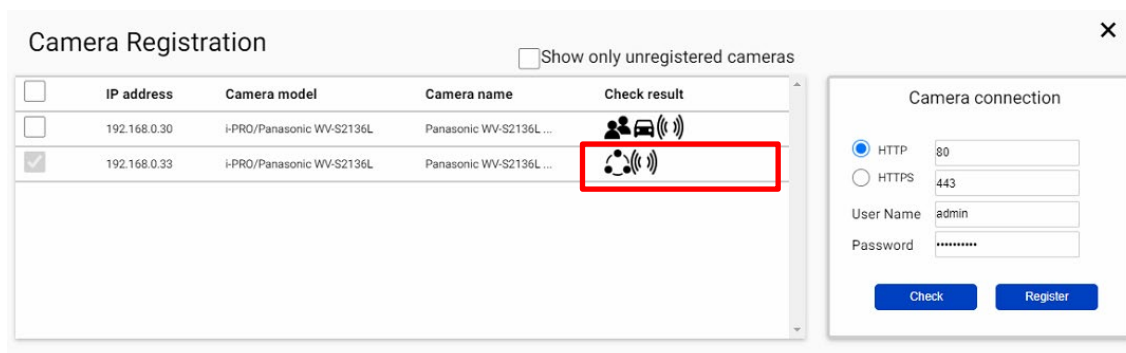 Camera Registration
Show only unregistered cameras
IP address Camera model Camera name Check result
192.168.0.30 i-PRO/Panasonic WV-S2136L Panasonic WV-S2136L ...
192.168.0.33 i-PRO/Panasonic WV-S2136L Panasonic WV-S2136L ...
Camera connection
HTTP 80
HTTPS 443
User Name admin
Password ••••••••••
Check Register